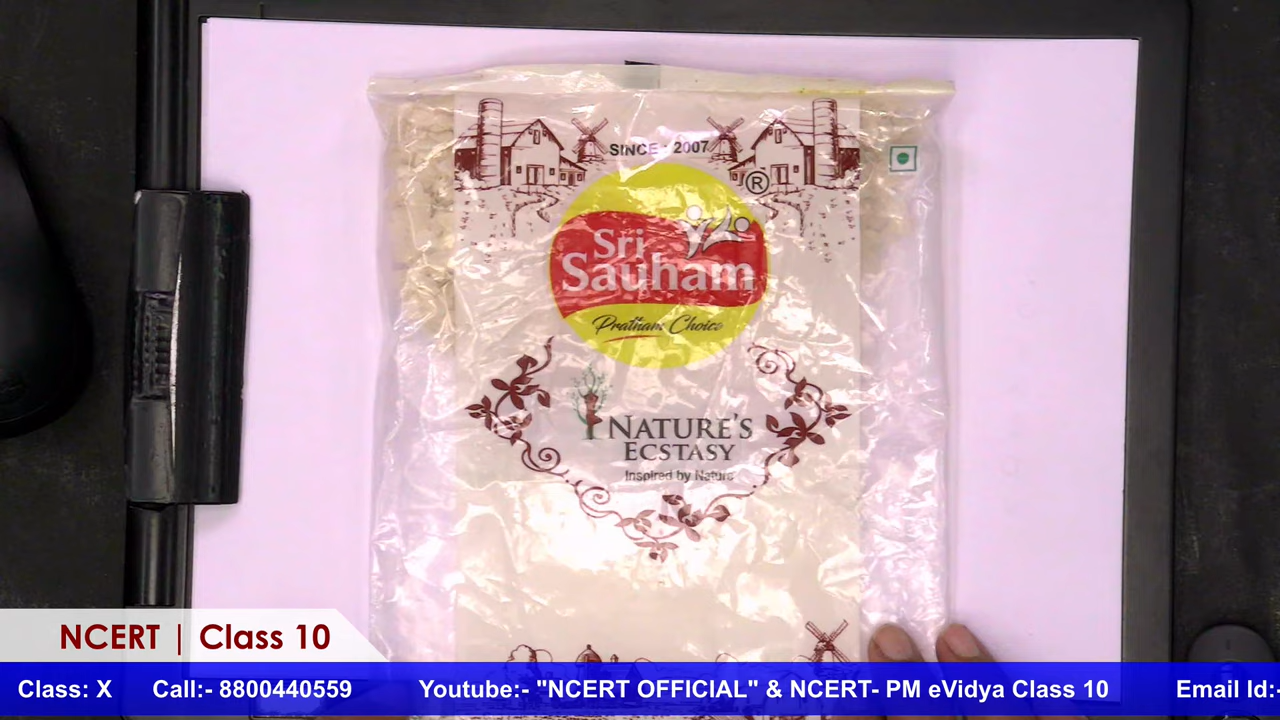 SINCE : 2007
®
Sri
Sauham
Pratham Choice
NATURE'S
ECSTASY
Inspired by Nature
NCERT | Class 10
Class: X Call:- 8800440559 Youtube:- "NCERT OFFICIAL" & NCERT- PM eVidya Class 10 Email Id:-